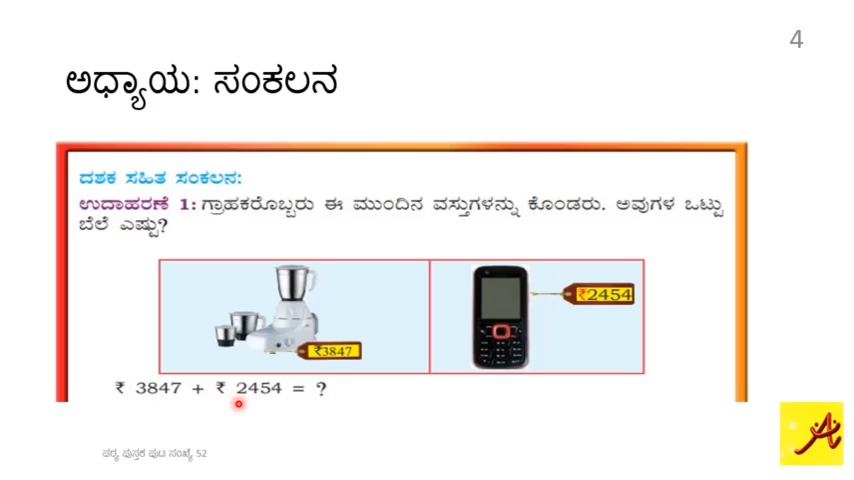 4
ಅಧ್ಯಾಯ: ಸಂಕಲನ
ದಶಕ ಸಹಿತ ಸಂಕಲನ:
ಉದಾಹರಣೆ 1: ಗ್ರಾಹಕರೊಬ್ಬರು ಈ ಮುಂದಿನ ವಸ್ತುಗಳನ್ನು ಕೊಂಡರು. ಅವುಗಳ ಒಟ್ಟು
ಬೆಲೆ ಎಷ್ಟು?
₹2454
₹3847
₹ 3847 + ₹ 2454 = ?
ಪಠ್ಯ ಪುಸ್ತಕ ಪುಟ ಸಂಖ್ಯೆ 52